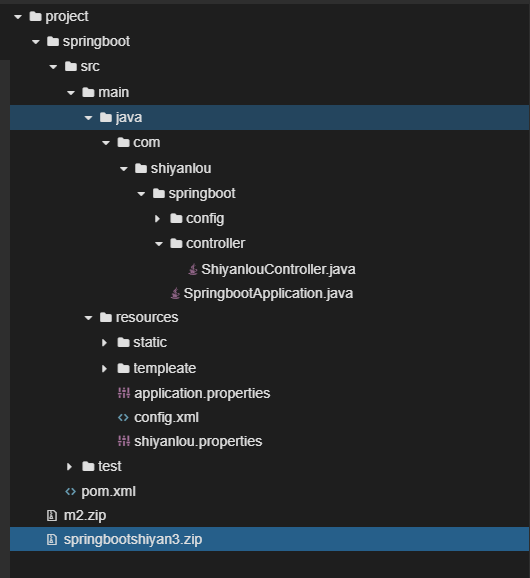 project
springboot
src
main
java
com
shiyanlou
springboot
config
controller
ShiyanlouController.java
SpringbootApplication.java
resources
static
templeate
application.properties
config.xml
shiyanlou.properties
test
pom.xml
m2.zip
springbootshiyan3.zip